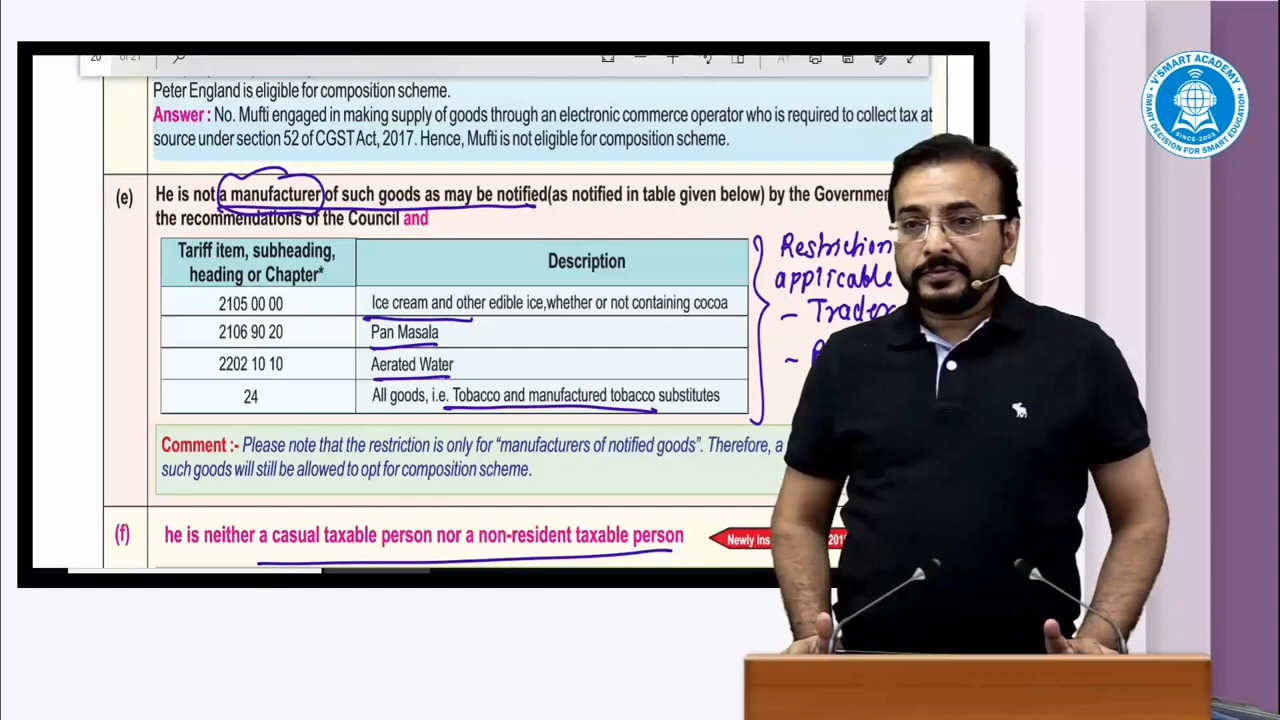 20 of 21
Peter England is eligible for composition scheme.
Answer : No. Mufti engaged in making supply of goods through an electronic commerce operator who is required to collect tax at
source under section 52 of CGST Act, 2017. Hence, Mufti is not eligible for composition scheme.
(e) He is not a manufacturer of such goods as may be notified(as notified in table given below) by the Government
the recommendations of the Council and
Tariff item, subheading,
heading or Chapter*
Description
2105 00 00 Ice cream and other edible ice,whether or not containing cocoa
2106 90 20 Pan Masala
2202 10 10 Aerated Water
24 All goods, i.e. Tobacco and manufactured tobacco substitutes
Restriction
applicable
- Trader
Comment :- Please note that the restriction is only for “manufacturers of notified goods”. Therefore, a
such goods will still be allowed to opt for composition scheme.
(f) he is neither a casual taxable person nor a non-resident taxable person
Newly Ins
V'SMART ACADEMY
SMART DECISION FOR SMART EDUCATION
SINCE-2005